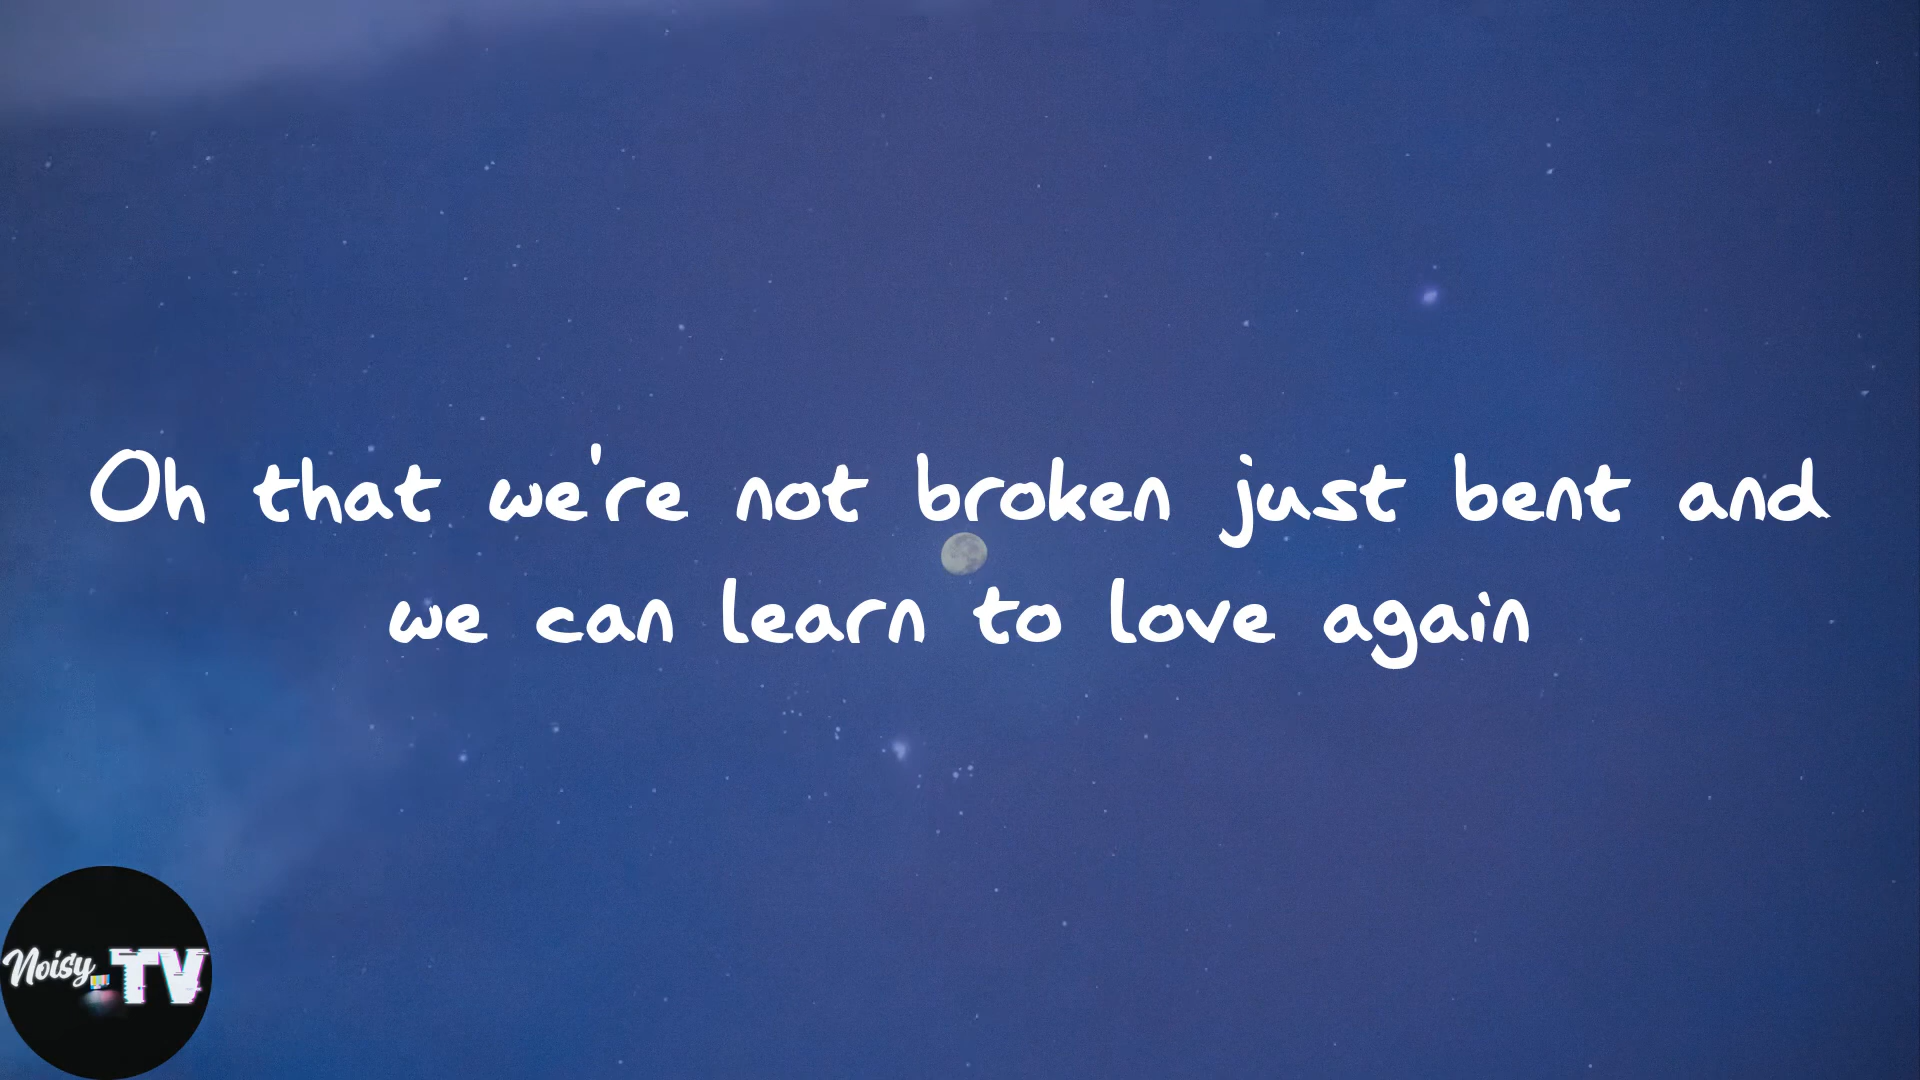 Oh that we're not broken just bent and
we can learn to love again
Noisy TV